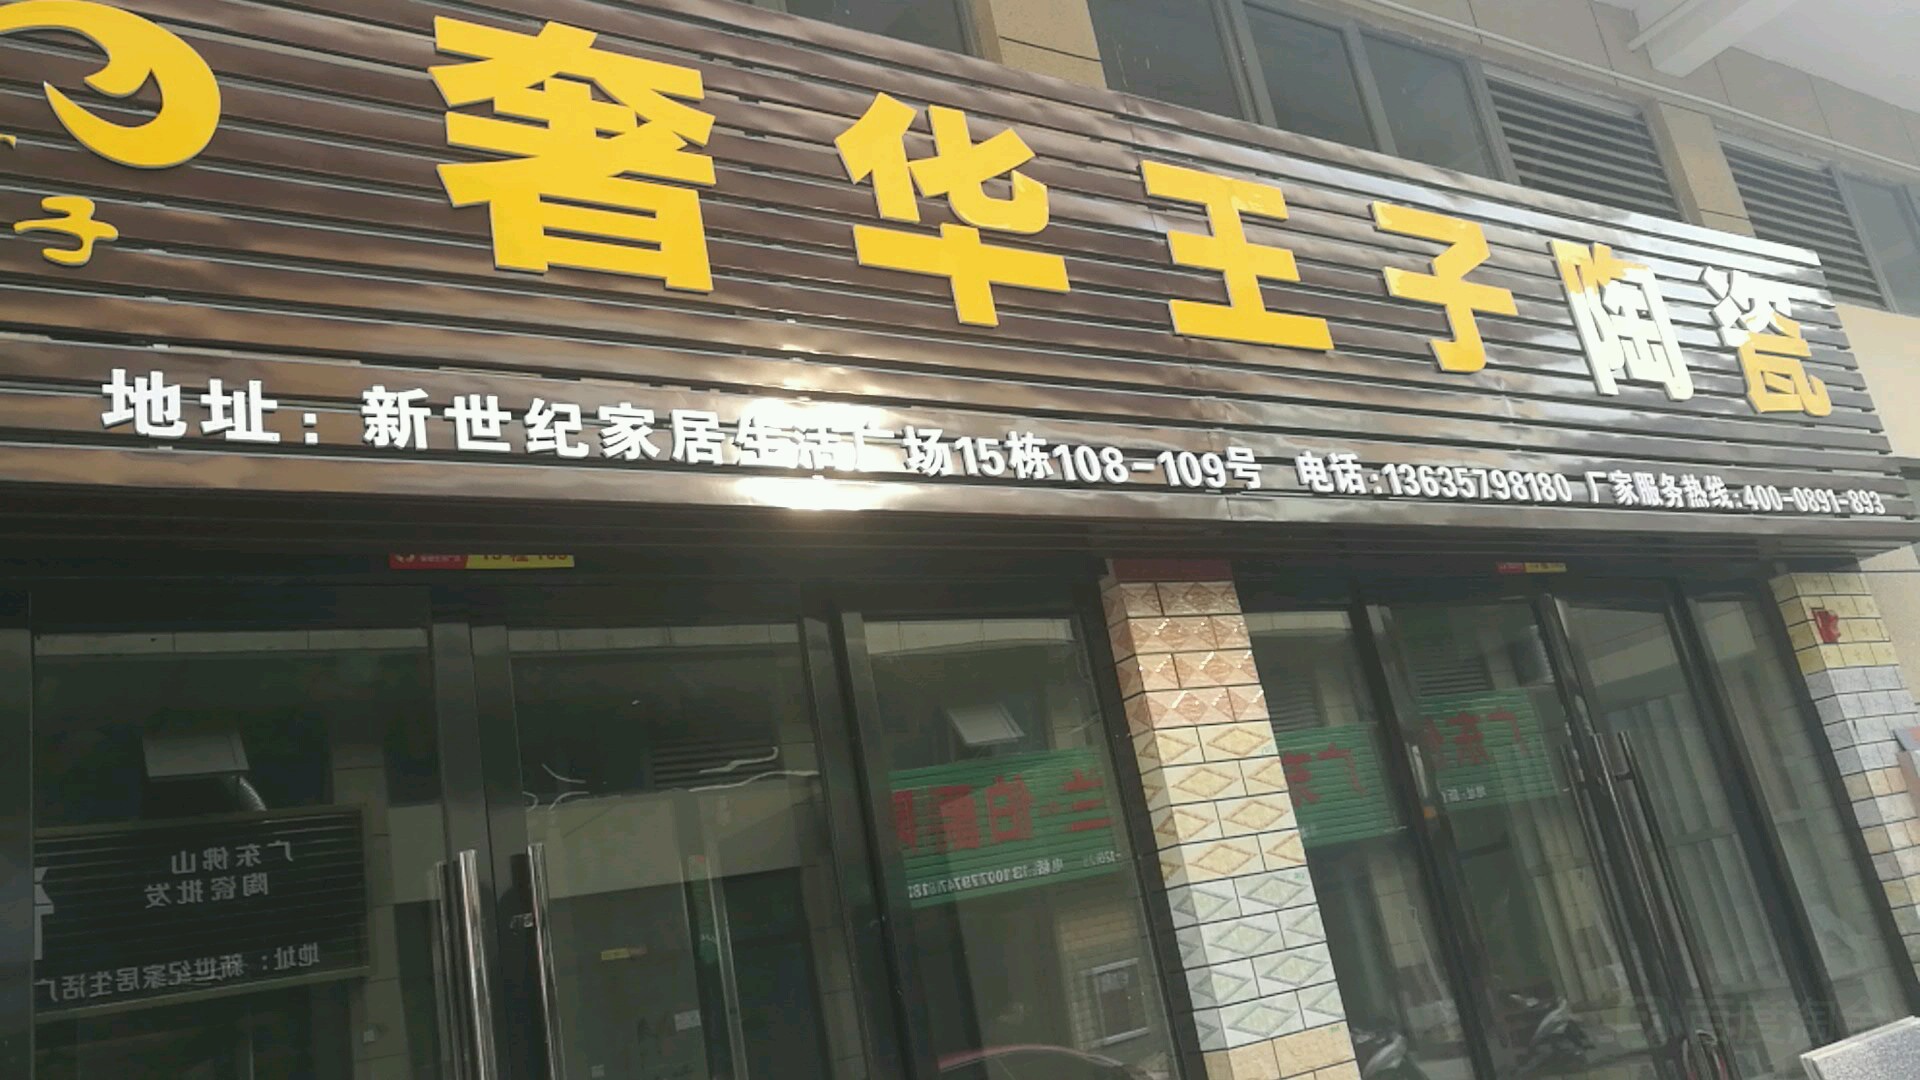 奢华王子陶瓷
子
地址：新世纪家居生活广场15栋108-109号 电话:13635798180 厂家服务热线:400-0891-893
广东佛山
陶瓷批发
地址：新世纪家居生活广